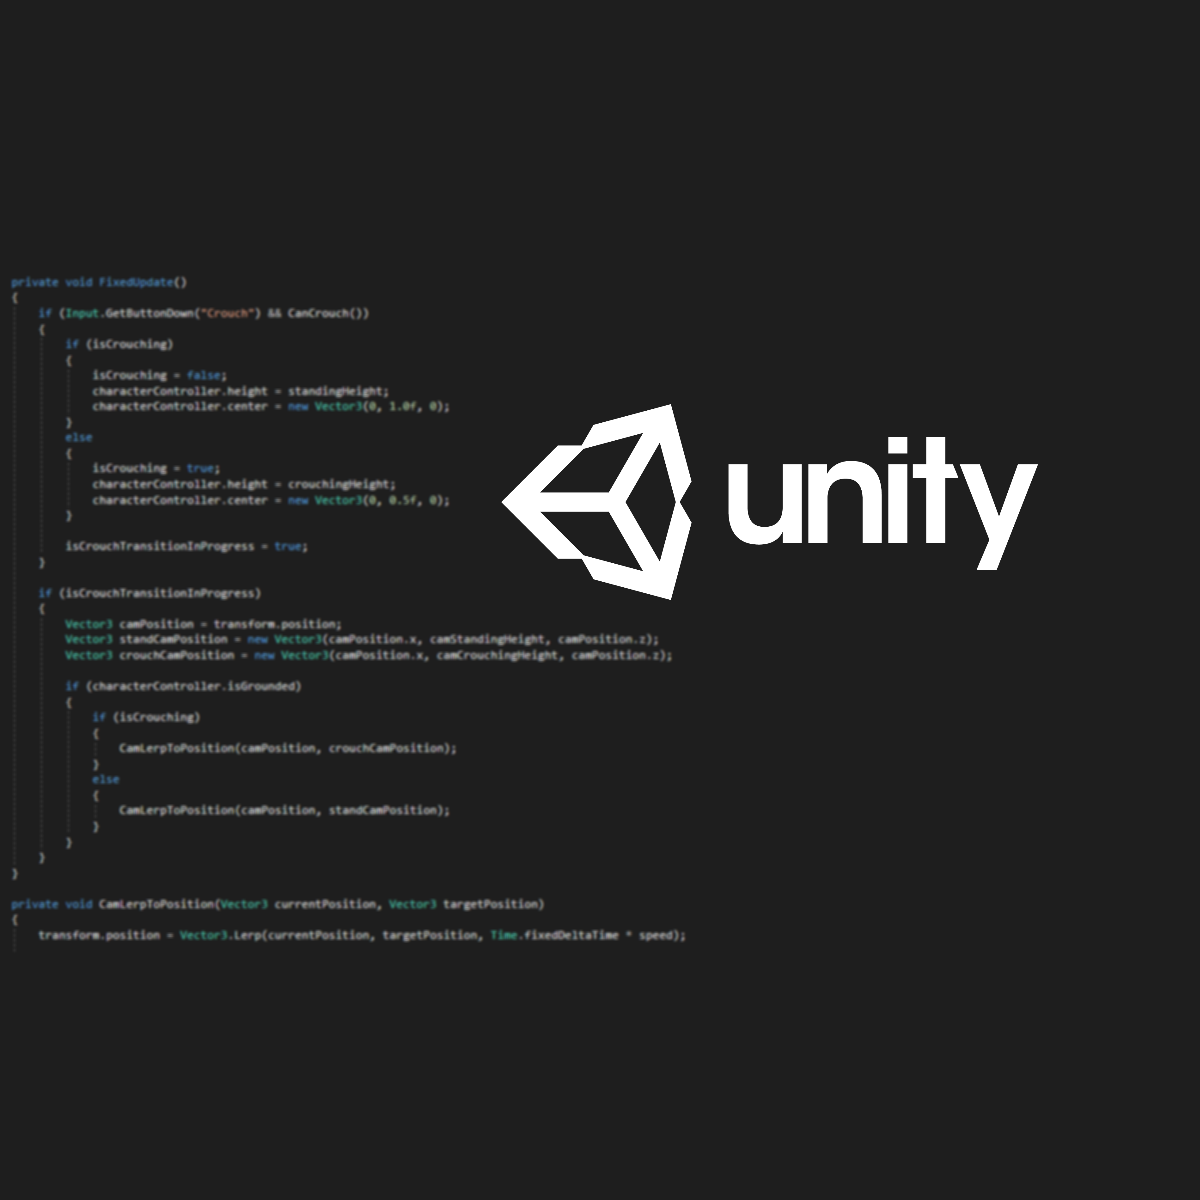 private void FixedUpdate()
{
if (Input.GetButtonDown("Crouch") && CanCrouch())
{
if (isCrouching)
{
isCrouching = false;
characterController.height = standingHeight;
characterController.center = new Vector3(0, 1.0f, 0);
}
else
{
isCrouching = true;
characterController.height = crouchingHeight;
characterController.center = new Vector3(0, 0.5f, 0);
}
isCrouchTransitionInProgress = true;
}
if (isCrouchTransitionInProgress)
{
Vector3 camPosition = transform.position;
Vector3 standCamPosition = new Vector3(camPosition.x, camStandingHeight, camPosition.z);
Vector3 crouchCamPosition = new Vector3(camPosition.x, camCrouchingHeight, camPosition.z);
if (characterController.isGrounded)
{
if (isCrouching)
{
CamLerpToPosition(camPosition, crouchCamPosition);
}
else
{
CamLerpToPosition(camPosition, standCamPosition);
}
}
}
}
private void CamLerpToPosition(Vector3 currentPosition, Vector3 targetPosition)
{
transform.position = Vector3.Lerp(currentPosition, targetPosition, Time.fixedDeltaTime * speed);
unity